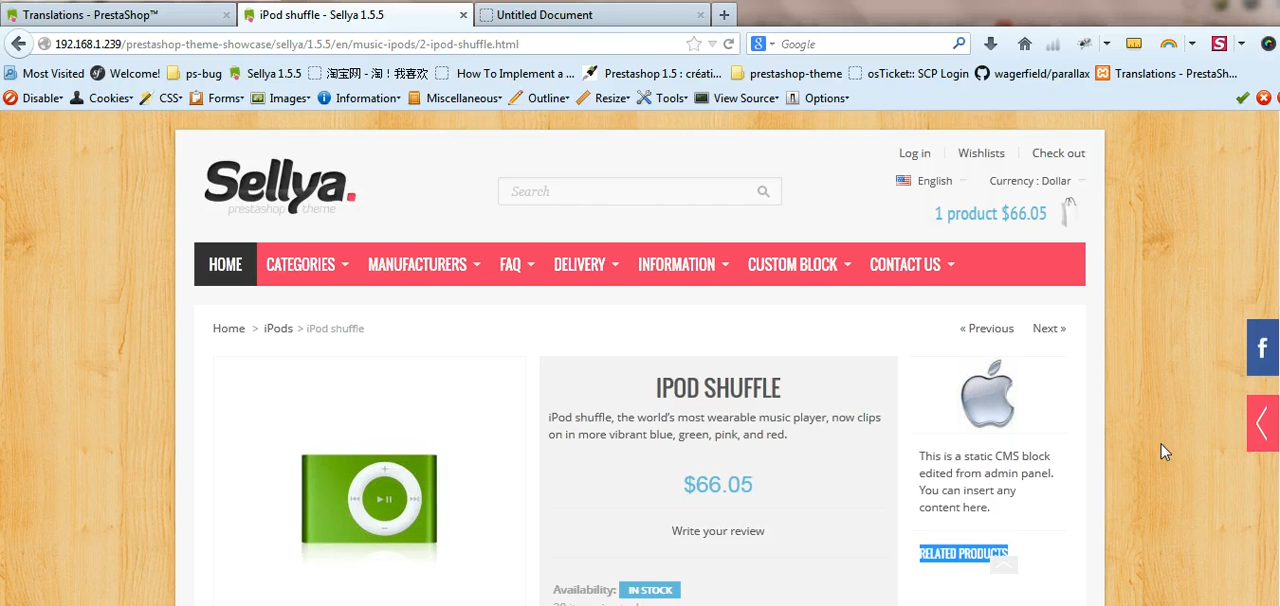 Translations - PrestaShop™
iPod shuffle - Sellya 1.5.5
Untitled Document
192.168.1.239/prestashop-theme-showcase/sellya/1.5.5/en/music-ipods/2-ipod-shuffle.html
Google
Most Visited Welcome! ps-bug Sellya 1.5.5 淘宝网 - 淘！我喜欢 How To Implement a ... Prestashop 1.5 : créati... prestashop-theme osTicket:: SCP Login wagerfield/parallax Translations - PrestaSh...
Disable Cookies CSS Forms Images Information Miscellaneous Outline Resize Tools View Source Options
Log in Wishlists Check out
Sellya.
prestashop theme
Search
English Currency : Dollar
1 product $66.05
HOME CATEGORIES MANUFACTURERS FAQ DELIVERY INFORMATION CUSTOM BLOCK CONTACT US
Home > iPods > iPod shuffle
« Previous Next »
IPOD SHUFFLE
iPod shuffle, the world's most wearable music player, now clips
on in more vibrant blue, green, pink, and red.
$66.05
Write your review
Availability: IN STOCK
This is a static CMS block
edited from admin panel.
You can insert any
content here.
RELATED PRODUCTS